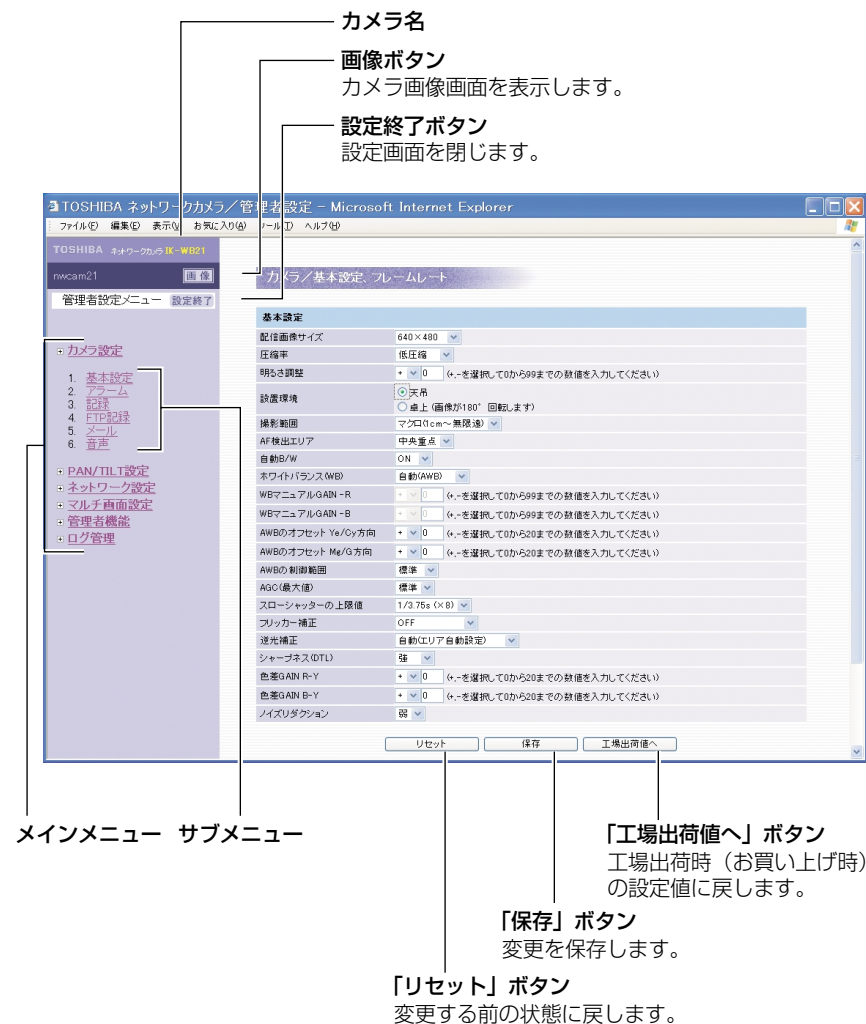 カメラ名
画像ボタン
カメラ画像画面を表示します。
設定終了ボタン
設定画面を閉じます。
TOSHIBA ネットワークカメラ／管理者設定 - Microsoft Internet Explorer
ファイル(F) 編集(E) 表示(V) お気に入り(A) ツール(T) ヘルプ(H)
TOSHIBA ネットワークカメラ IK-WB21
nwcam21 画像
カメラ／基本設定、フレームレート
管理者設定メニュー 設定終了
基本設定
配信画像サイズ 640×480
圧縮率 低圧縮
明るさ調整 + 0 (+,-を選択して0から99までの数値を入力してください)
設置環境 天吊
卓上 (画像が180° 回転します)
撮影範囲 マクロ(1cm～無限遠)
AF検出エリア 中央重点
自動B/W ON
ホワイトバランス(WB) 自動(AWB)
WBマニュアルGAIN -R + 0 (+,-を選択して0から99までの数値を入力してください)
WBマニュアルGAIN -B + 0 (+,-を選択して0から99までの数値を入力してください)
AWBのオフセット Ye/Cy方向 + 0 (+,-を選択して0から20までの数値を入力してください)
AWBのオフセット Mg/G方向 + 0 (+,-を選択して0から20までの数値を入力してください)
AWBの制御範囲 標準
AGC(最大値) 標準
スローシャッターの上限値 1/3.75s (×8)
フリッカー補正 OFF
逆光補正 自動(エリア自動設定)
シャープネス(DTL) 強
色差GAIN R-Y + 0 (+,-を選択して0から20までの数値を入力してください)
色差GAIN B-Y + 0 (+,-を選択して0から20までの数値を入力してください)
ノイズリダクション 弱
リセット 保存 工場出荷値へ
カメラ設定
1. 基本設定
2. アラーム
3. 記録
4. FTP記録
5. メール
6. 音声
PAN/TILT設定
ネットワーク設定
マルチ画面設定
管理者機能
ログ管理
メインメニュー サブメニュー
「工場出荷値へ」ボタン
工場出荷時（お買い上げ時）
の設定値に戻します。
「保存」ボタン
変更を保存します。
「リセット」ボタン
変更する前の状態に戻します。